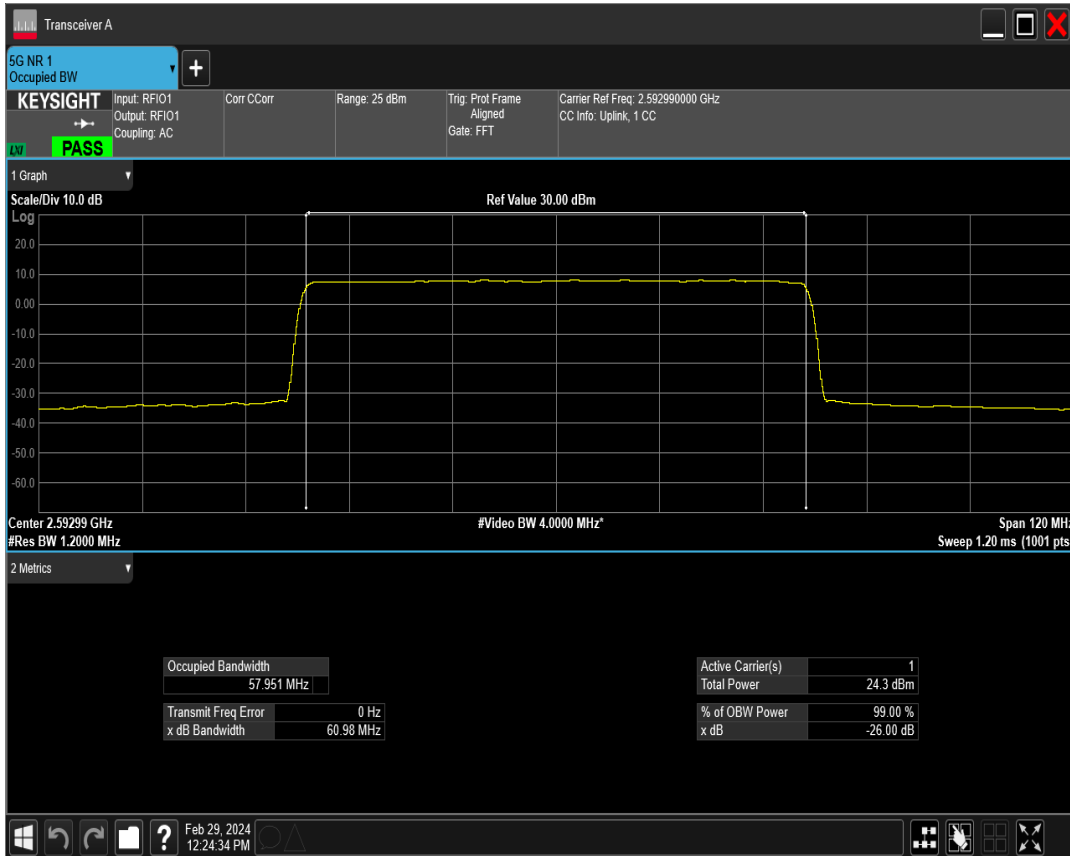 Transceiver A
5G NR 1
Occupied BW
+
KEYSIGHT
LXI
PASS
Input: RFIO1
Output: RFIO1
Coupling: AC
Corr CCorr
Range: 25 dBm
Trig: Prot Frame
Aligned
Gate: FFT
Carrier Ref Freq: 2.592990000 GHz
CC Info: Uplink, 1 CC
1 Graph
Scale/Div 10.0 dB
Ref Value 30.00 dBm
Log
20.0
10.0
0.00
-10.0
-20.0
-30.0
-40.0
-50.0
-60.0
Center 2.59299 GHz
#Video BW 4.0000 MHz*
Span 120 MHz
#Res BW 1.2000 MHz
Sweep 1.20 ms (1001 pts
2 Metrics
Occupied Bandwidth
57.951 MHz
Transmit Freq Error 0 Hz
x dB Bandwidth 60.98 MHz
Active Carrier(s) 1
Total Power 24.3 dBm
% of OBW Power 99.00 %
x dB -26.00 dB
?
Feb 29, 2024
12:24:34 PM